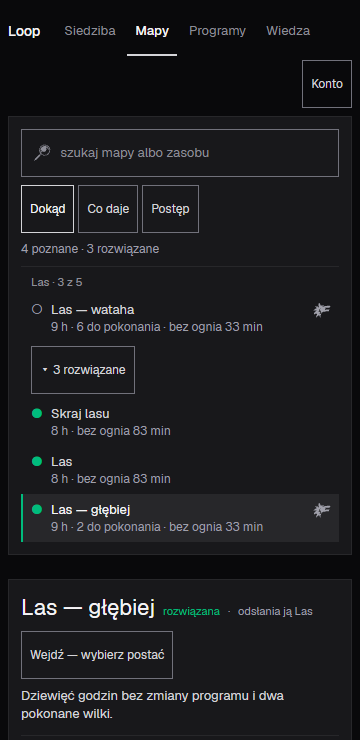 Loop Siedziba Mapy Programy Wiedza
Konto
szukaj mapy albo zasobu
Dokąd Co daje Postęp
4 poznane · 3 rozwiązane
Las · 3 z 5
Las — wataha
9 h · 6 do pokonania · bez ognia 33 min
3 rozwiązane
Skraj lasu
8 h · bez ognia 83 min
Las
8 h · bez ognia 83 min
Las — głębiej
9 h · 2 do pokonania · bez ognia 33 min
Las — głębiej rozwiązana · odsłania ją Las
Wejdź — wybierz postać
Dziewięć godzin bez zmiany programu i dwa
pokonane wilki.